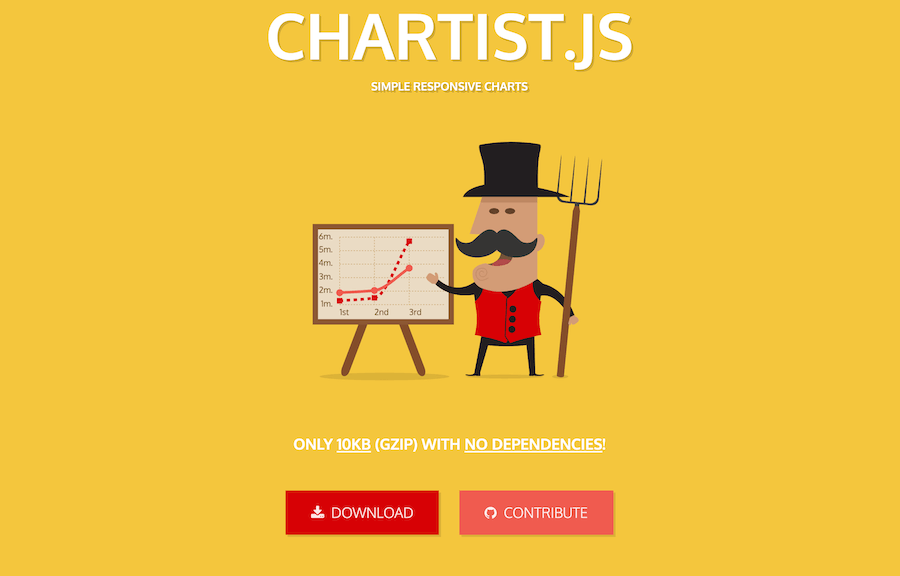 CHARTIST.JS
SIMPLE RESPONSIVE CHARTS
6m.
5m.
4m.
3m.
2m.
1m.
1st 2nd 3rd
ONLY 10KB (GZIP) WITH NO DEPENDENCIES!
DOWNLOAD CONTRIBUTE